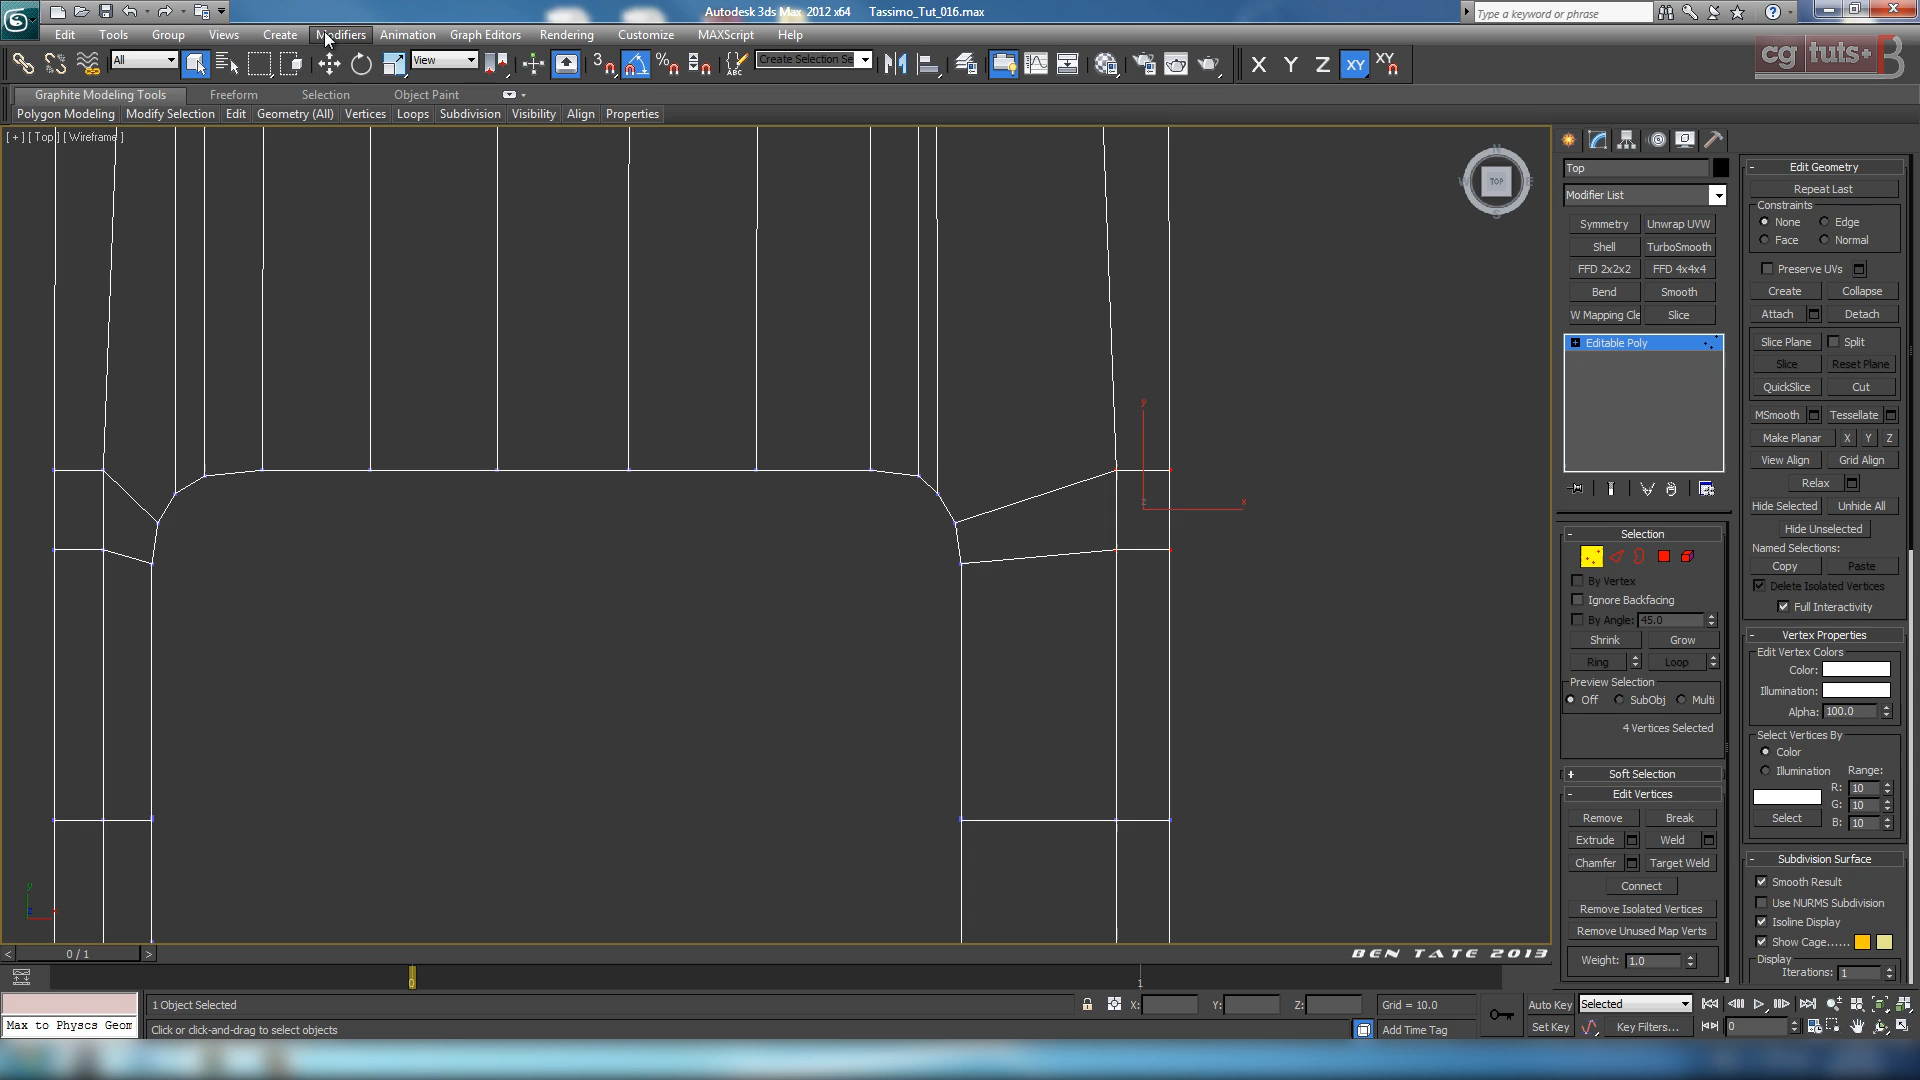 Autodesk 3ds Max 2012 x64 Tassimo_Tut_016.max
Type a keyword or phrase
Edit Tools Group Views Create Modifiers Animation Graph Editors Rendering Customize MAXScript Help
cg tuts+
All View 3 Create Selection Se X Y Z XY XY
Graphite Modeling Tools Freeform Selection Object Paint
Polygon Modeling Modify Selection Edit Geometry (All) Vertices Loops Subdivision Visibility Align Properties
[ + ] [ Top ] [ Wireframe ]
TOP
y
x
z
y
z
x
BEN TATE 2013
Top
Modifier List
Symmetry Unwrap UVW
Shell TurboSmooth
FFD 2x2x2 FFD 4x4x4
Bend Smooth
W Mapping Cle Slice
Editable Poly
Selection
By Vertex
Ignore Backfacing
By Angle: 45.0
Shrink Grow
Ring Loop
Preview Selection
Off SubObj Multi
4 Vertices Selected
Soft Selection
Edit Vertices
Remove Break
Extrude Weld
Chamfer Target Weld
Connect
Remove Isolated Vertices
Remove Unused Map Verts
Weight: 1.0
Edit Geometry
Repeat Last
Constraints
None Edge
Face Normal
Preserve UVs
Create Collapse
Attach Detach
Slice Plane Split
Slice Reset Plane
QuickSlice Cut
MSmooth Tessellate
Make Planar X Y Z
View Align Grid Align
Relax
Hide Selected Unhide All
Hide Unselected
Named Selections:
Copy Paste
Delete Isolated Vertices
Full Interactivity
Vertex Properties
Edit Vertex Colors
Color:
Illumination:
Alpha: 100.0
Select Vertices By
Color
Illumination Range:
R: 10
G: 10
Select B: 10
Subdivision Surface
Smooth Result
Use NURMS Subdivision
Isoline Display
Show Cage......
Display
Iterations: 1
< 0 / 1 >
0 1
1 Object Selected X: Y: Z: Grid = 10.0 Auto Key Selected
Max to Physcs Geom Click or click-and-drag to select objects Add Time Tag Set Key Key Filters... 0